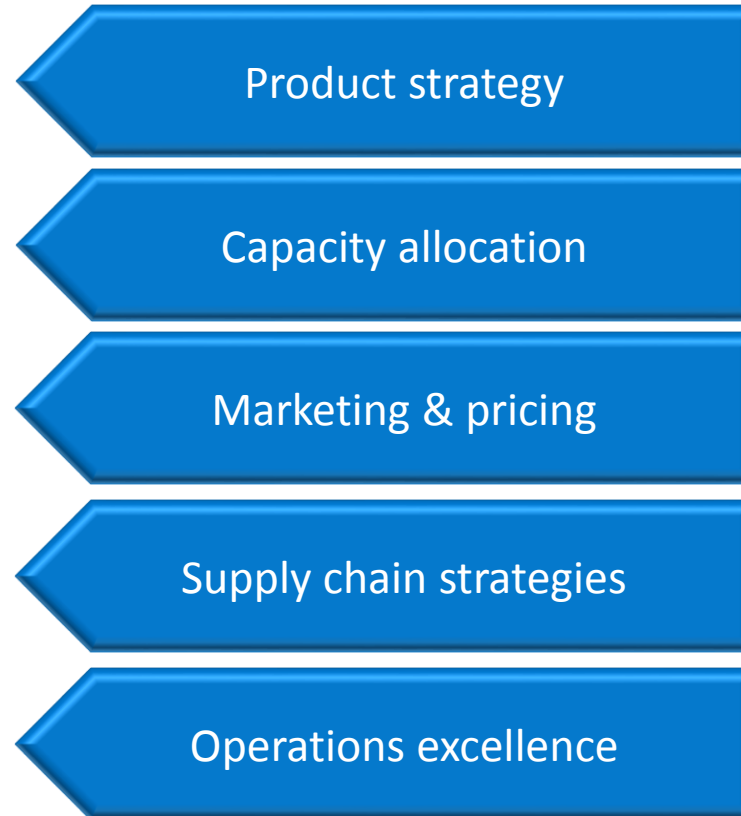 Product strategy
Capacity allocation
Marketing & pricing
Supply chain strategies
Operations excellence